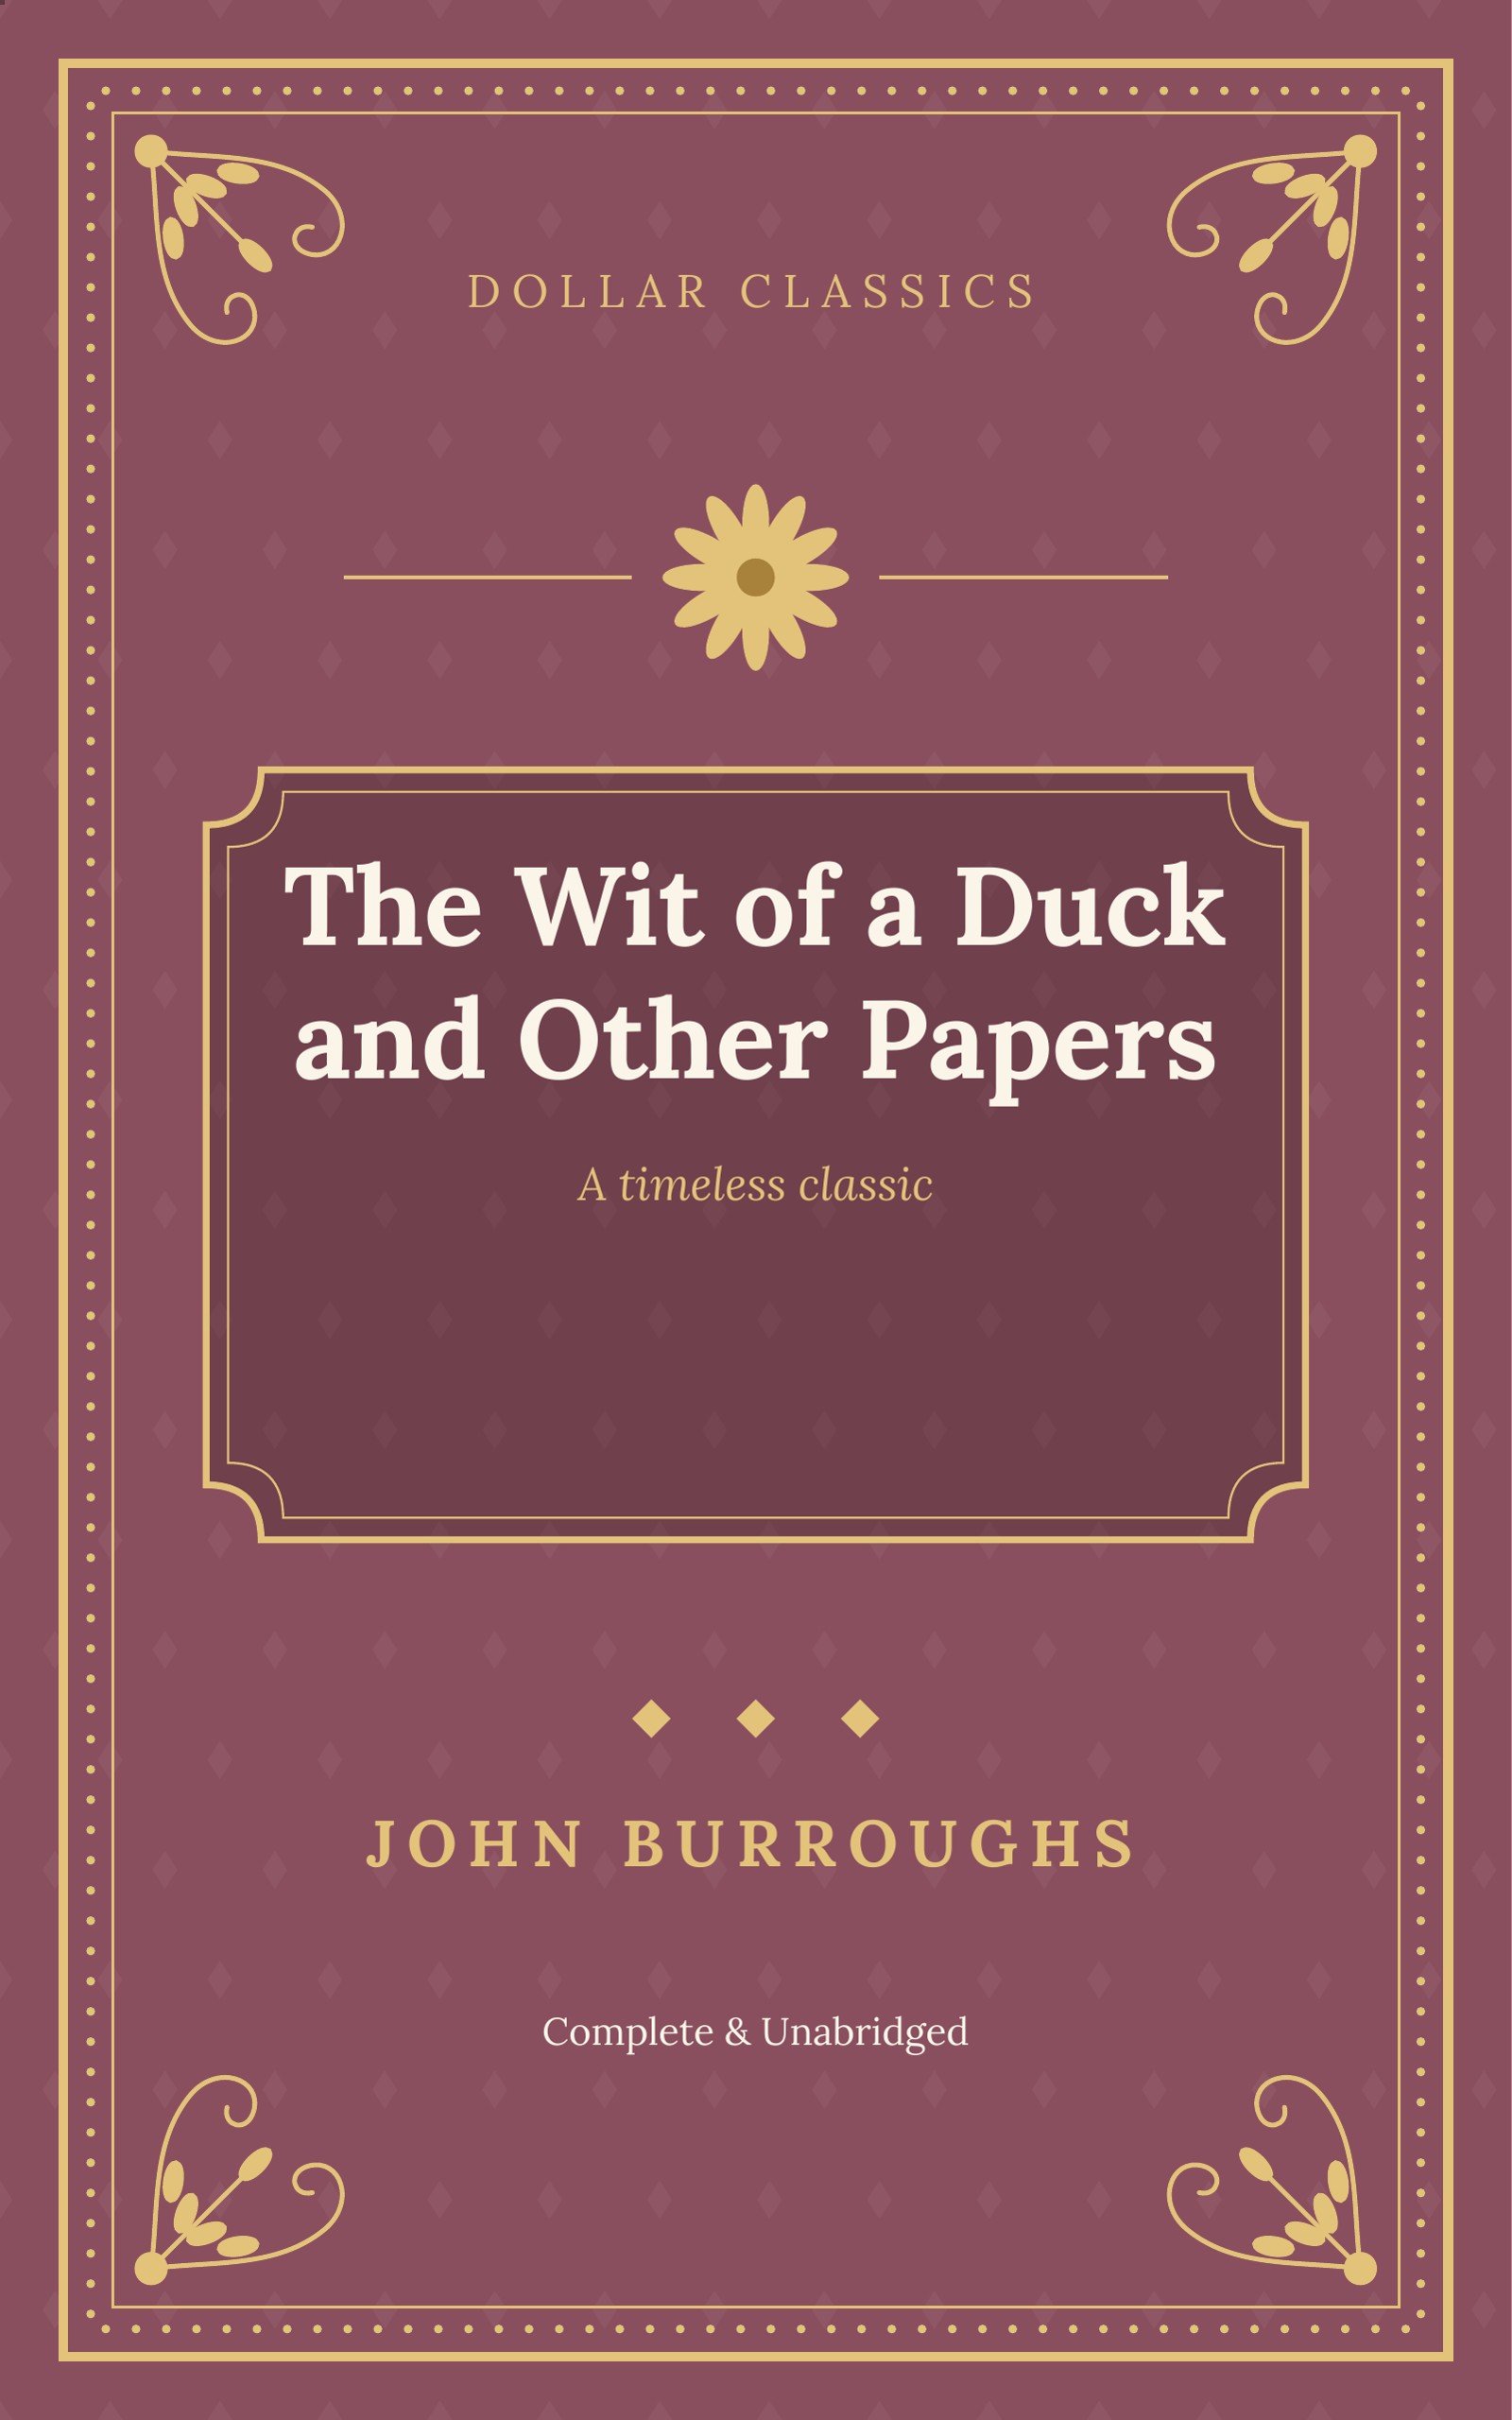 DOLLAR CLASSICS
The Wit of a Duck
and Other Papers
A timeless classic
JOHN BURROUGHS
Complete & Unabridged